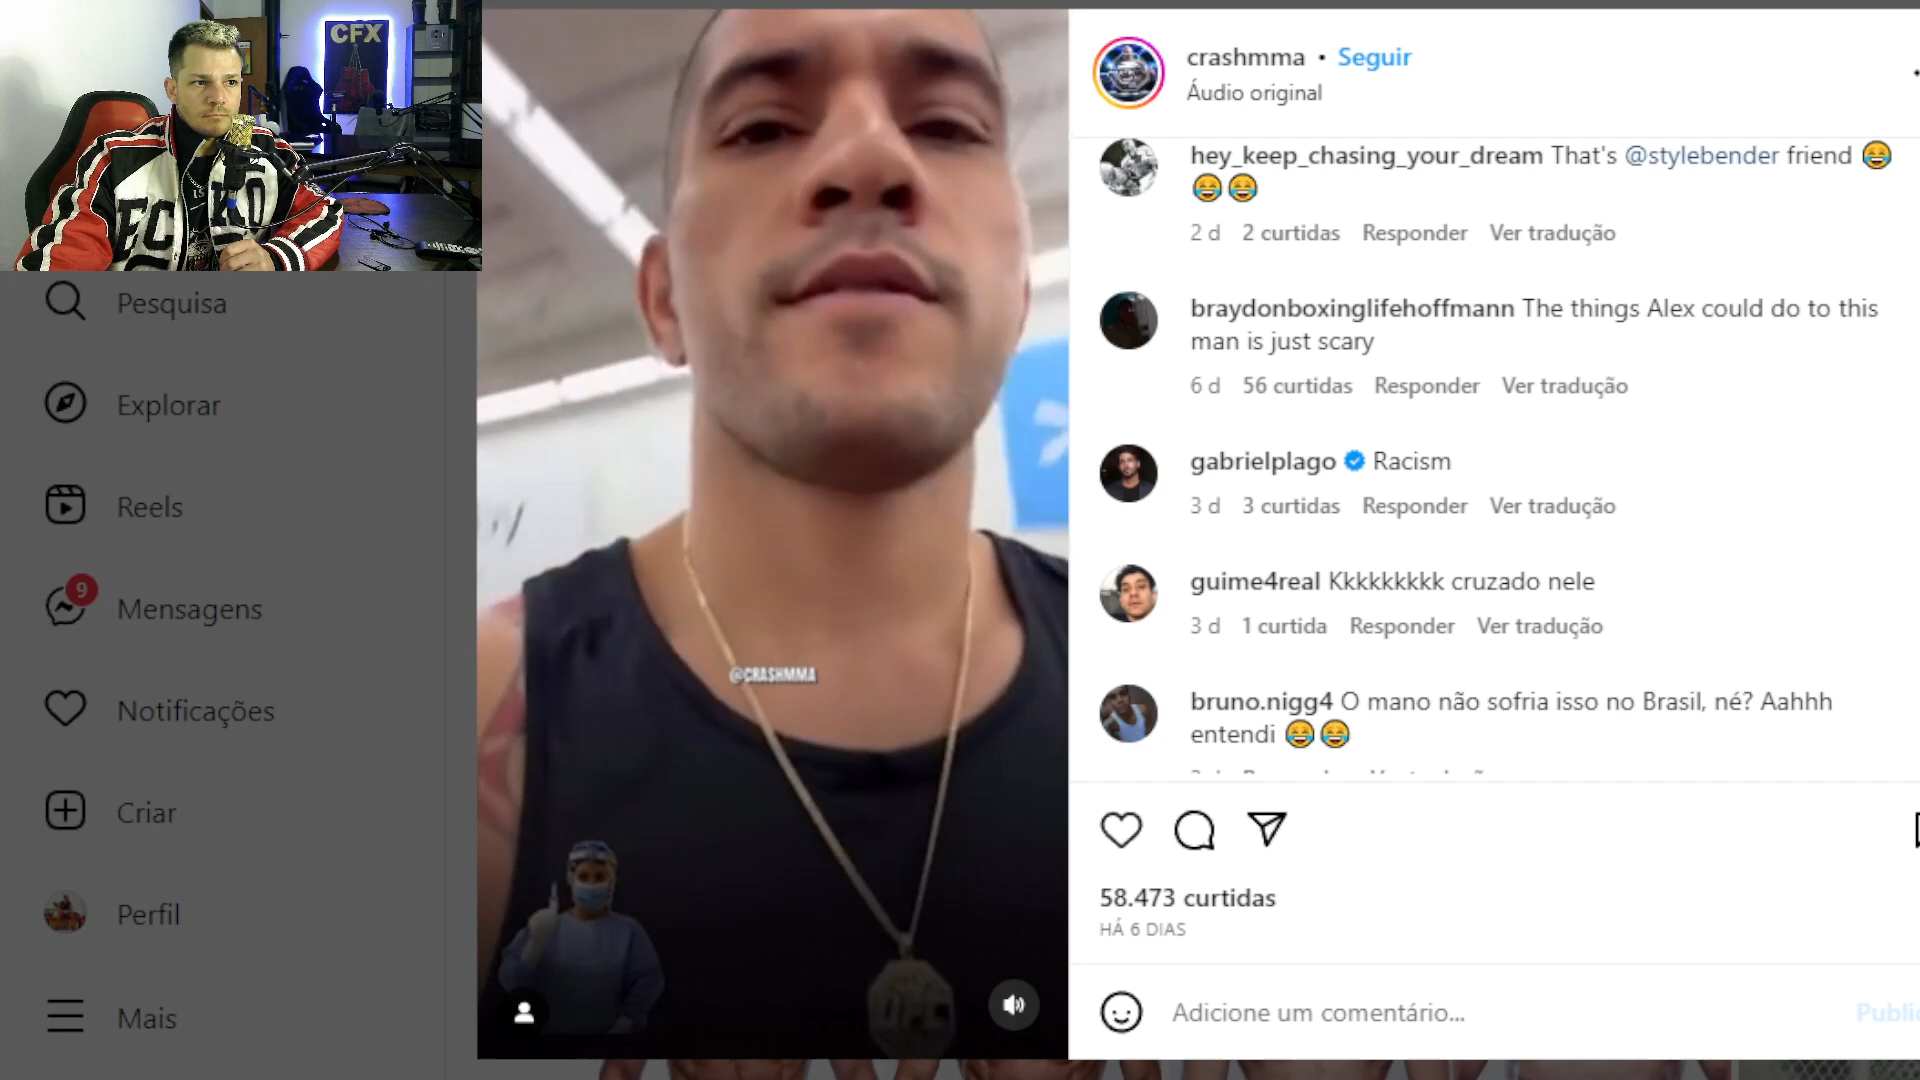 CFX
Pesquisa
Explorar
Reels
9
Mensagens
Notificações
Criar
Perfil
Mais
@CRASHMMA
crashmma • Seguir
Áudio original
hey_keep_chasing_your_dream That's @stylebender friend 😂
😂😂
2 d 2 curtidas Responder Ver tradução
braydonboxinglifehoffmann The things Alex could do to this
man is just scary
6 d 56 curtidas Responder Ver tradução
gabrielplago Racism
3 d 3 curtidas Responder Ver tradução
guime4real Kkkkkkkkk cruzado nele
3 d 1 curtida Responder Ver tradução
bruno.nigg4 O mano não sofria isso no Brasil, né? Aahhh
entendi 😂😂
58.473 curtidas
HÁ 6 DIAS
Adicione um comentário...